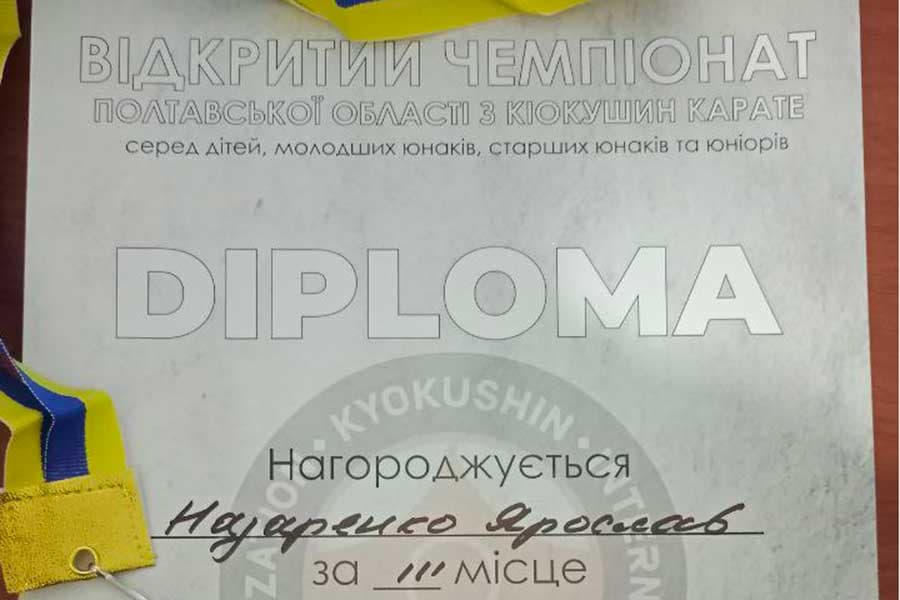 ВІДКРИТИЙ ЧЕМПІОНАТ
ПОЛТАВСЬКОЇ ОБЛАСТІ З КІОКУШИН КАРАТЕ
серед дітей, молодших юнаків, старших юнаків та юніорів
DIPLOMA
KYOKUSHIN
Нагороджується
Назаренко Ярослав
за III місце